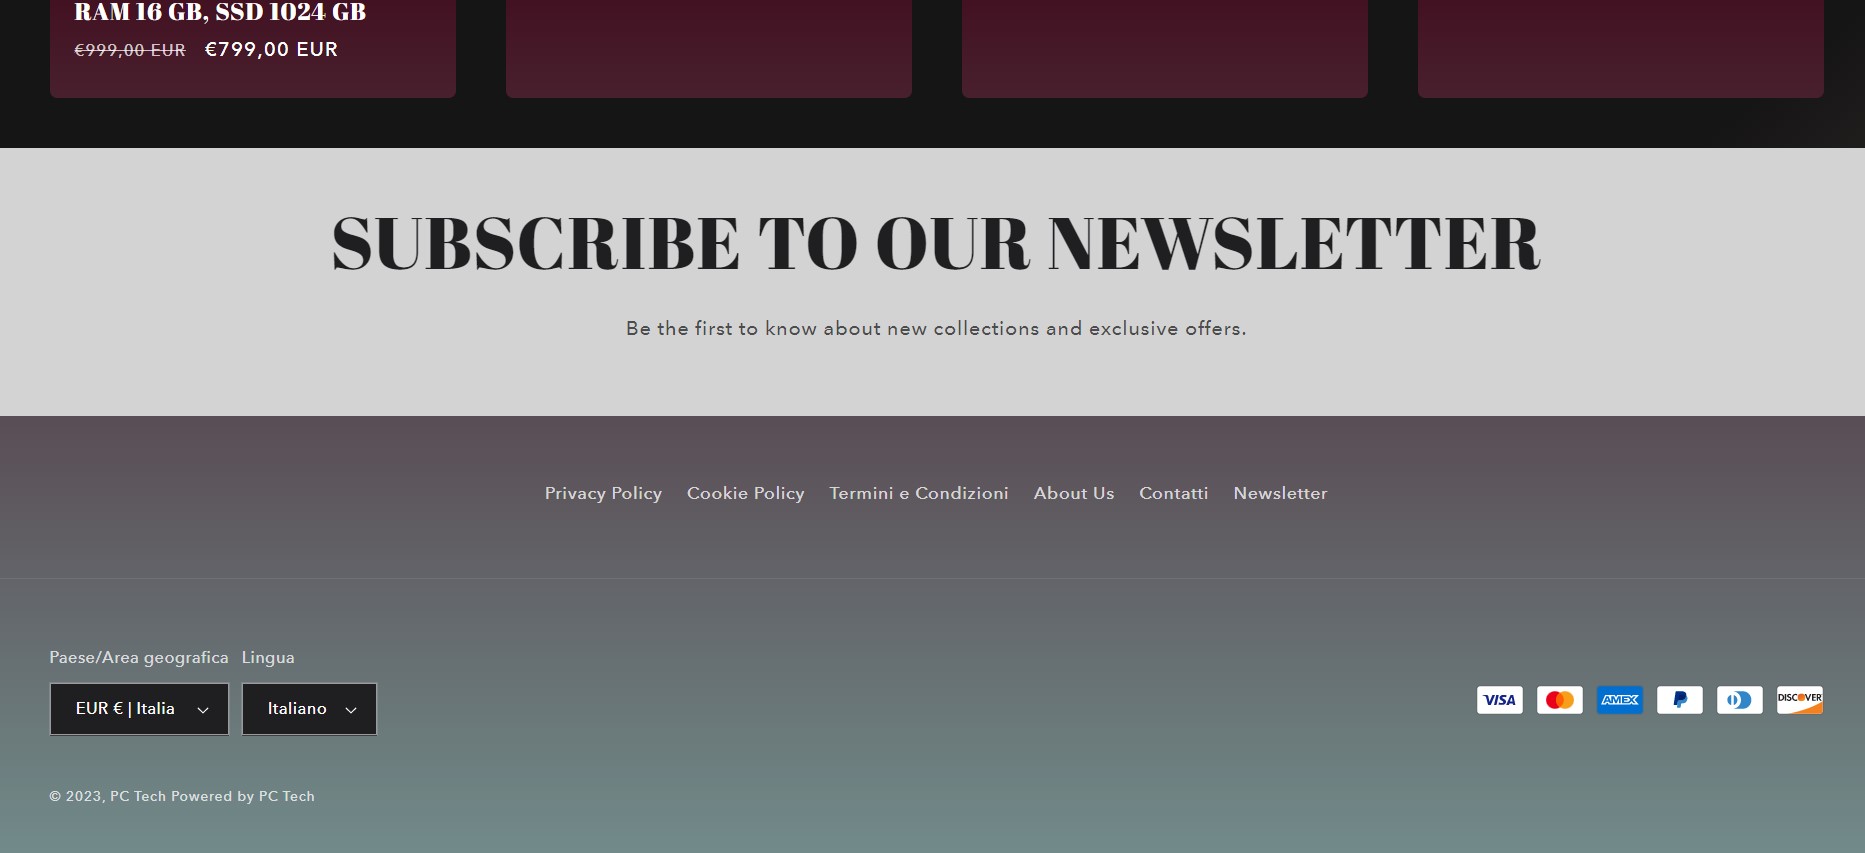 RAM 16 GB, SSD 1024 GB
€999,00 EUR €799,00 EUR
SUBSCRIBE TO OUR NEWSLETTER
Be the first to know about new collections and exclusive offers.
Privacy Policy Cookie Policy Termini e Condizioni About Us Contatti Newsletter
Paese/Area geografica Lingua
EUR € | Italia Italiano
VISA AMEX DISCOVER
© 2023, PC Tech Powered by PC Tech